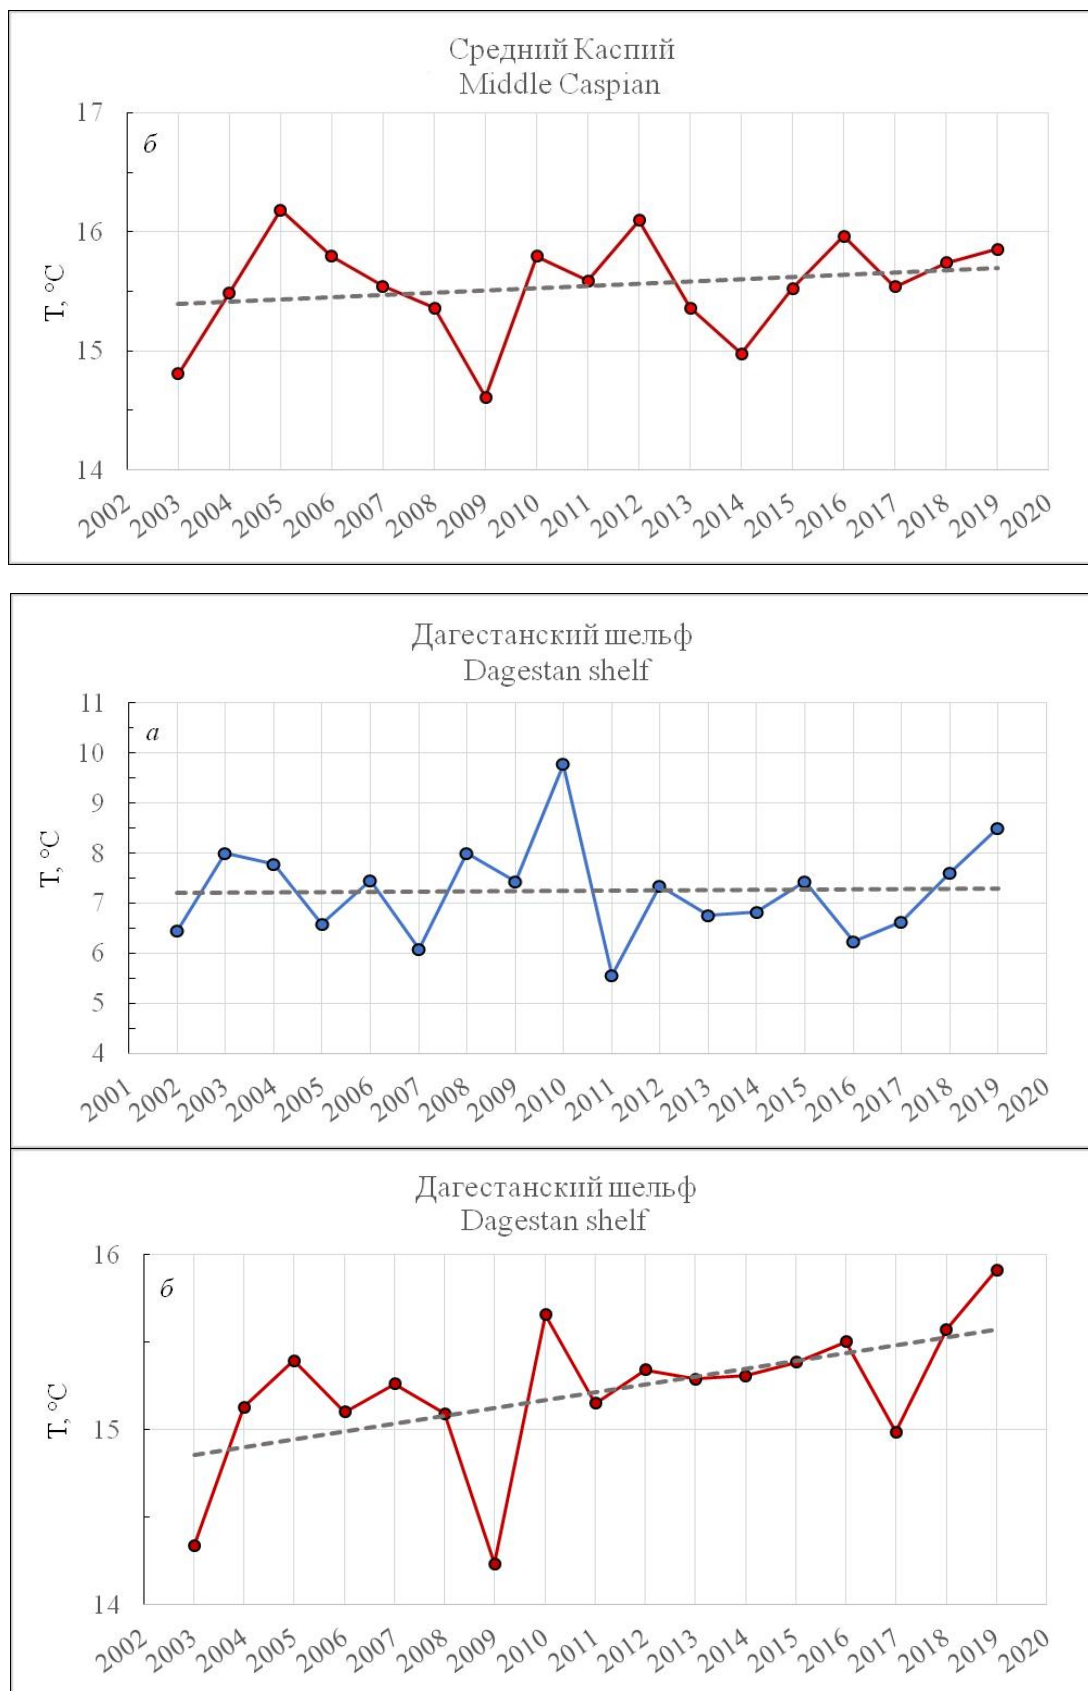 Средний Каспий
Middle Caspian
б
T, °C
17
16
15
14
2002 2003 2004 2005 2006 2007 2008 2009 2010 2011 2012 2013 2014 2015 2016 2017 2018 2019 2020
Дагестанский шельф
Dagestan shelf
а
T, °C
11
10
9
8
7
6
5
4
2001 2002 2003 2004 2005 2006 2007 2008 2009 2010 2011 2012 2013 2014 2015 2016 2017 2018 2019 2020
Дагестанский шельф
Dagestan shelf
б
T, °C
16
15
14
2002 2003 2004 2005 2006 2007 2008 2009 2010 2011 2012 2013 2014 2015 2016 2017 2018 2019 2020